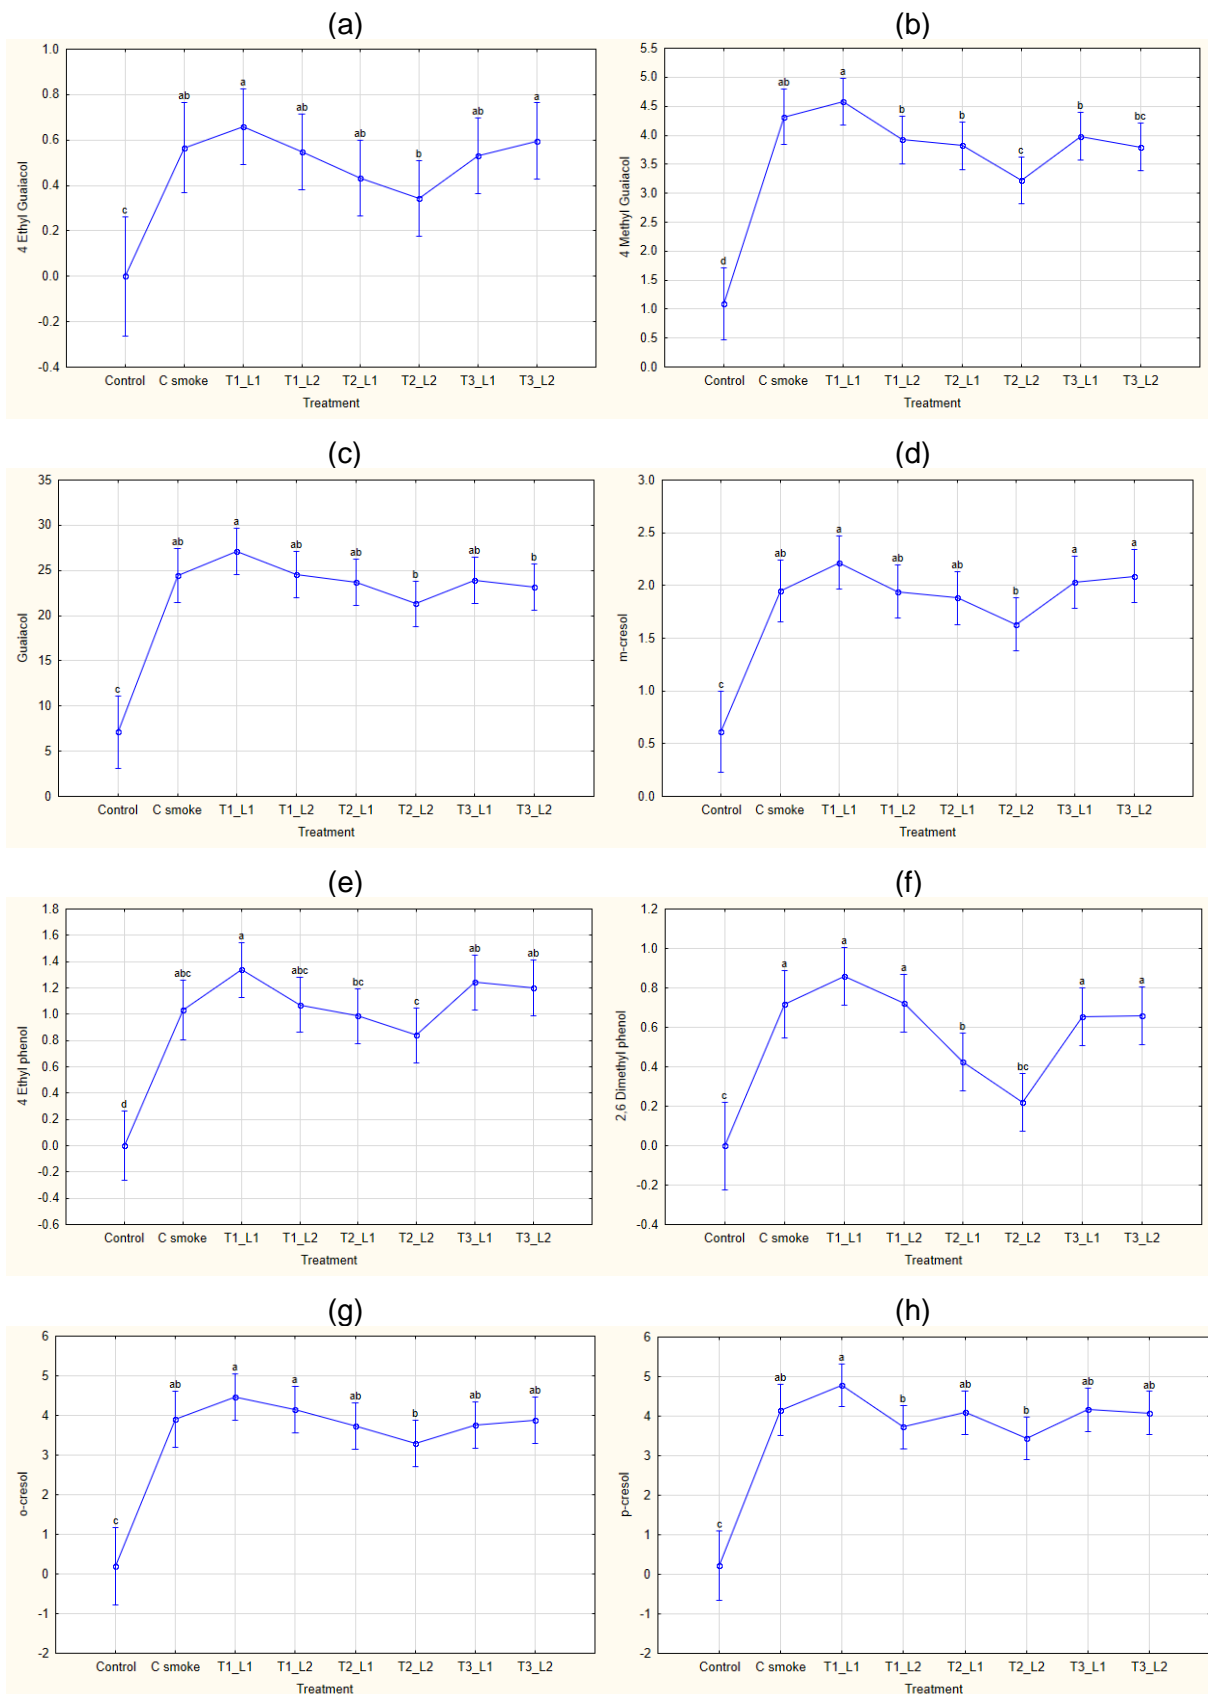 (a)
4 Ethyl Guaiacol
1.0
0.8
0.6
0.4
0.2
0.0
-0.2
-0.4
c
ab
a
ab
ab
b
ab
a
Control C smoke T1_L1 T1_L2 T2_L1 T2_L2 T3_L1 T3_L2
Treatment
(b)
4 Methyl Guaiacol
5.5
5.0
4.5
4.0
3.5
3.0
2.5
2.0
1.5
1.0
0.5
0.0
d
ab
a
b
b
c
b
bc
Control C smoke T1_L1 T1_L2 T2_L1 T2_L2 T3_L1 T3_L2
Treatment
(c)
Guaiacol
35
30
25
20
15
10
5
0
c
ab
a
ab
ab
b
ab
b
Control C smoke T1_L1 T1_L2 T2_L1 T2_L2 T3_L1 T3_L2
Treatment
(d)
m-cresol
3.0
2.5
2.0
1.5
1.0
0.5
0.0
c
ab
a
ab
ab
b
a
a
Control C smoke T1_L1 T1_L2 T2_L1 T2_L2 T3_L1 T3_L2
Treatment
(e)
4 Ethyl phenol
1.8
1.6
1.4
1.2
1.0
0.8
0.6
0.4
0.2
0.0
-0.2
-0.4
-0.6
d
abc
a
abc
bc
c
ab
ab
Control C smoke T1_L1 T1_L2 T2_L1 T2_L2 T3_L1 T3_L2
Treatment
(f)
2,6 Dimethyl phenol
1.2
1.0
0.8
0.6
0.4
0.2
0.0
-0.2
-0.4
c
a
a
a
b
bc
a
a
Control C smoke T1_L1 T1_L2 T2_L1 T2_L2 T3_L1 T3_L2
Treatment
(g)
o-cresol
6
5
4
3
2
1
0
-1
-2
c
ab
a
a
ab
b
ab
ab
Control C smoke T1_L1 T1_L2 T2_L1 T2_L2 T3_L1 T3_L2
Treatment
(h)
p-cresol
6
5
4
3
2
1
0
-1
-2
c
ab
a
b
ab
b
ab
ab
Control C smoke T1_L1 T1_L2 T2_L1 T2_L2 T3_L1 T3_L2
Treatment